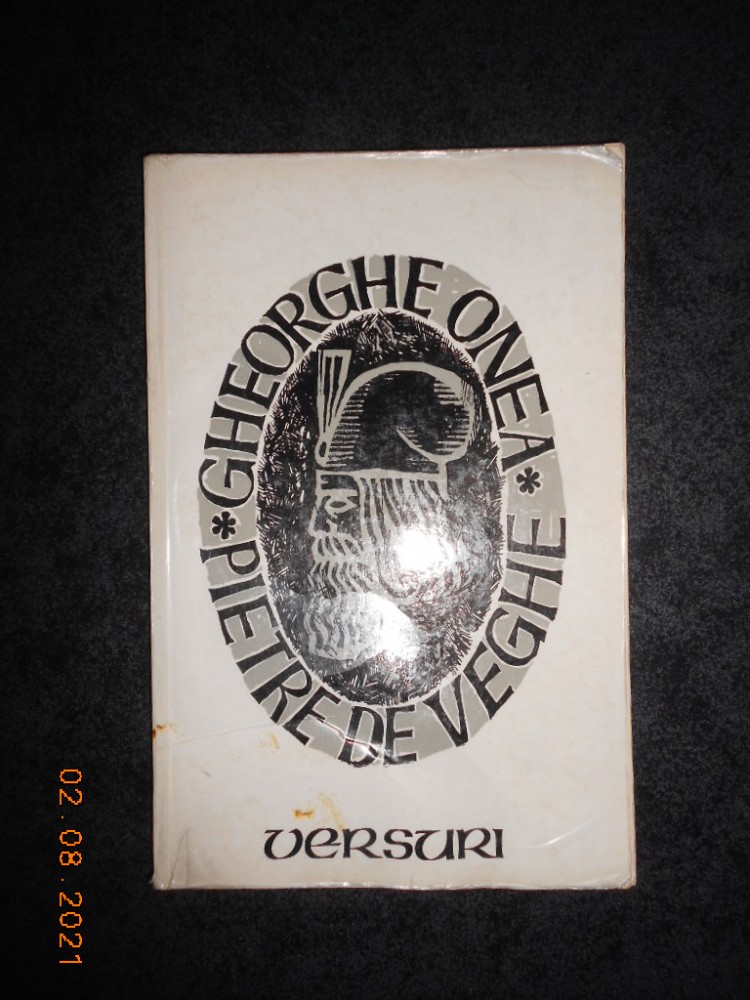 * GHEORGHE ONEA *
PIETRE DE VEGHE
VERSURI
02.08.2021